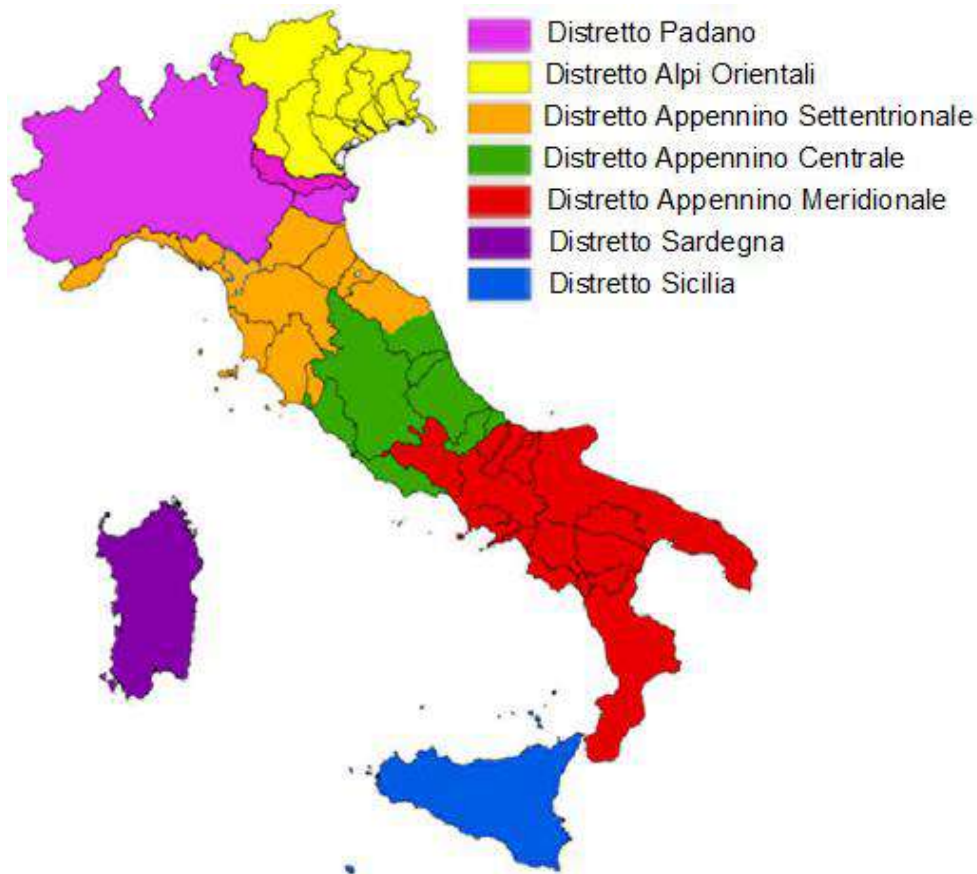 Distretto Padano
Distretto Alpi Orientali
Distretto Appennino Settentrionale
Distretto Appennino Centrale
Distretto Appennino Meridionale
Distretto Sardegna
Distretto Sicilia